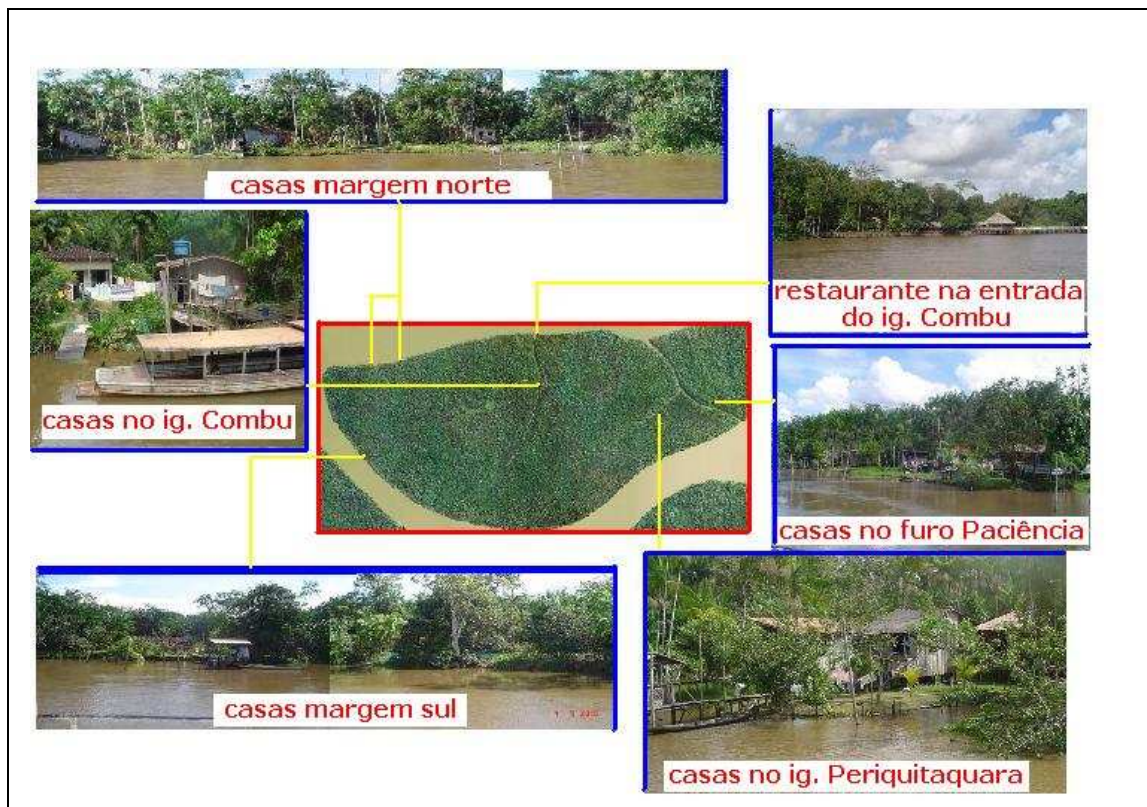 casas margem norte
restaurante na entrada
do ig. Combu
casas no ig. Combu
casas no furo Paciência
casas margem sul
casas no ig. Periquitaquara